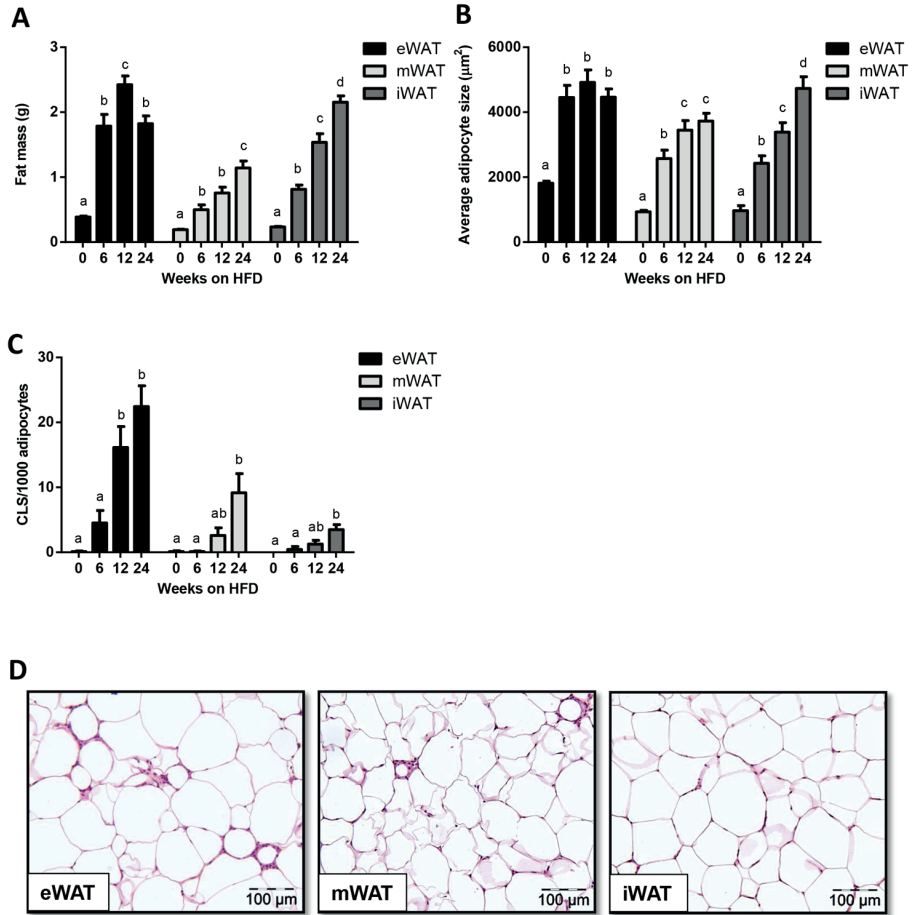 A
Fat mass (g)
3
2
1
0
a
b
c
b
a
b
b
c
a
b
c
d
0 6 12 24 0 6 12 24 0 6 12 24
Weeks on HFD
eWAT
mWAT
iWAT
B
Average adipocyte size (µm²)
6000
4000
2000
0
a
b
b
b
a
b
c
c
a
b
c
d
0 6 12 24 0 6 12 24 0 6 12 24
Weeks on HFD
eWAT
mWAT
iWAT
C
CLS/1000 adipocytes
30
20
10
0
a
a
b
b
a
a
ab
b
a
a
ab
b
0 6 12 24 0 6 12 24 0 6 12 24
Weeks on HFD
eWAT
mWAT
iWAT
D
eWAT
100 µm
mWAT
100 µm
iWAT
100 µm